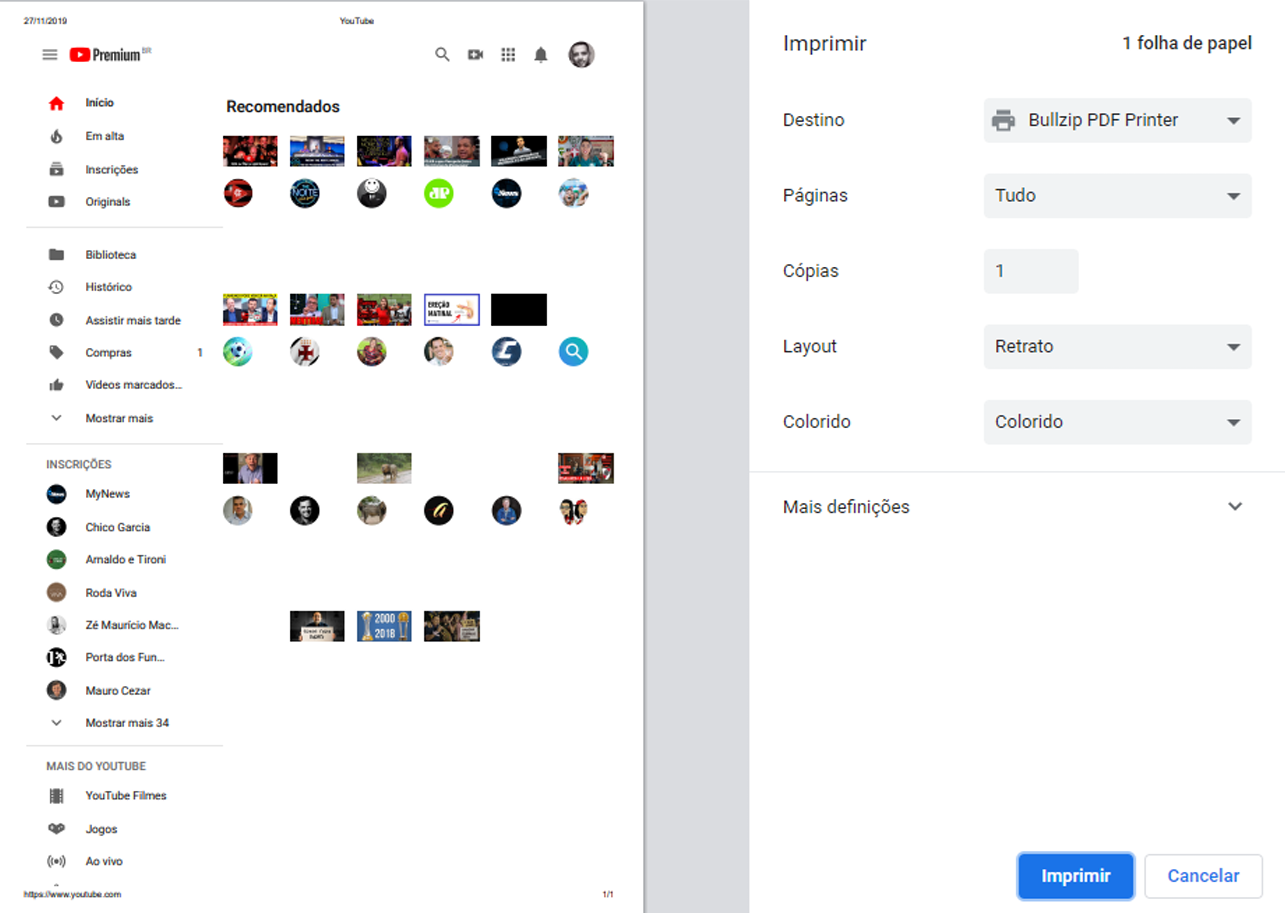 27/11/2019 YouTube
Premium BR
Início
Em alta
Inscrições
Originals
Biblioteca
Histórico
Assistir mais tarde
Compras 1
Vídeos marcados...
Mostrar mais
INSCRIÇÕES
MyNews
Chico Garcia
Arnaldo e Tironi
Roda Viva
Zé Maurício Mac...
Porta dos Fun...
Mauro Cezar
Mostrar mais 34
MAIS DO YOUTUBE
YouTube Filmes
Jogos
Ao vivo
Recomendados
NOITE
JP
News
EREÇÃO
MATINAL
2000
2018
https://www.youtube.com 1/1
Imprimir 1 folha de papel
Destino Bullzip PDF Printer
Páginas Tudo
Cópias 1
Layout Retrato
Colorido Colorido
Mais definições
Imprimir Cancelar